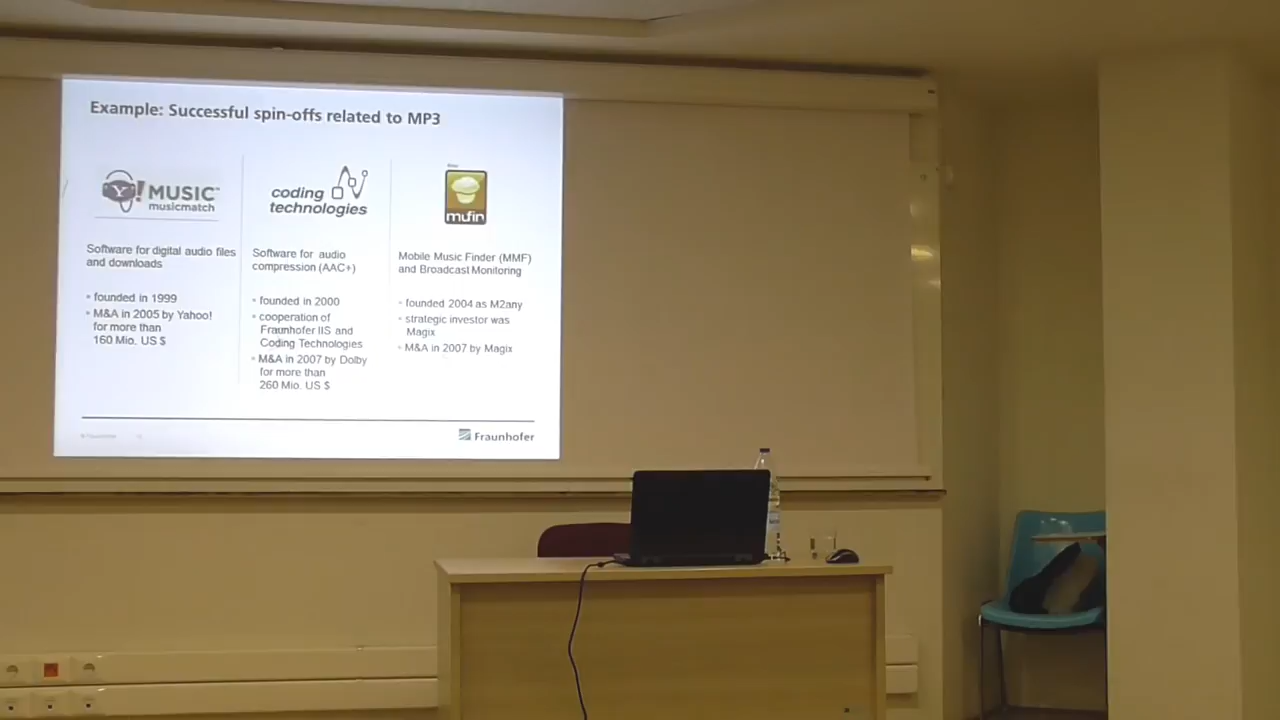 Example: Successful spin-offs related to MP3
Y! MUSIC™
musicmatch
Software for digital audio files
and downloads
• founded in 1999
• M&A in 2005 by Yahoo!
for more than
160 Mio. US $
coding
technologies
Software for audio
compression (AAC+)
• founded in 2000
• cooperation of
Fraunhofer IIS and
Coding Technologies
• M&A in 2007 by Dolby
for more than
260 Mio. US $
mufin
Mobile Music Finder (MMF)
and Broadcast Monitoring
• founded 2004 as M2any
• strategic investor was
Magix
• M&A in 2007 by Magix
© Fraunhofer
Fraunhofer